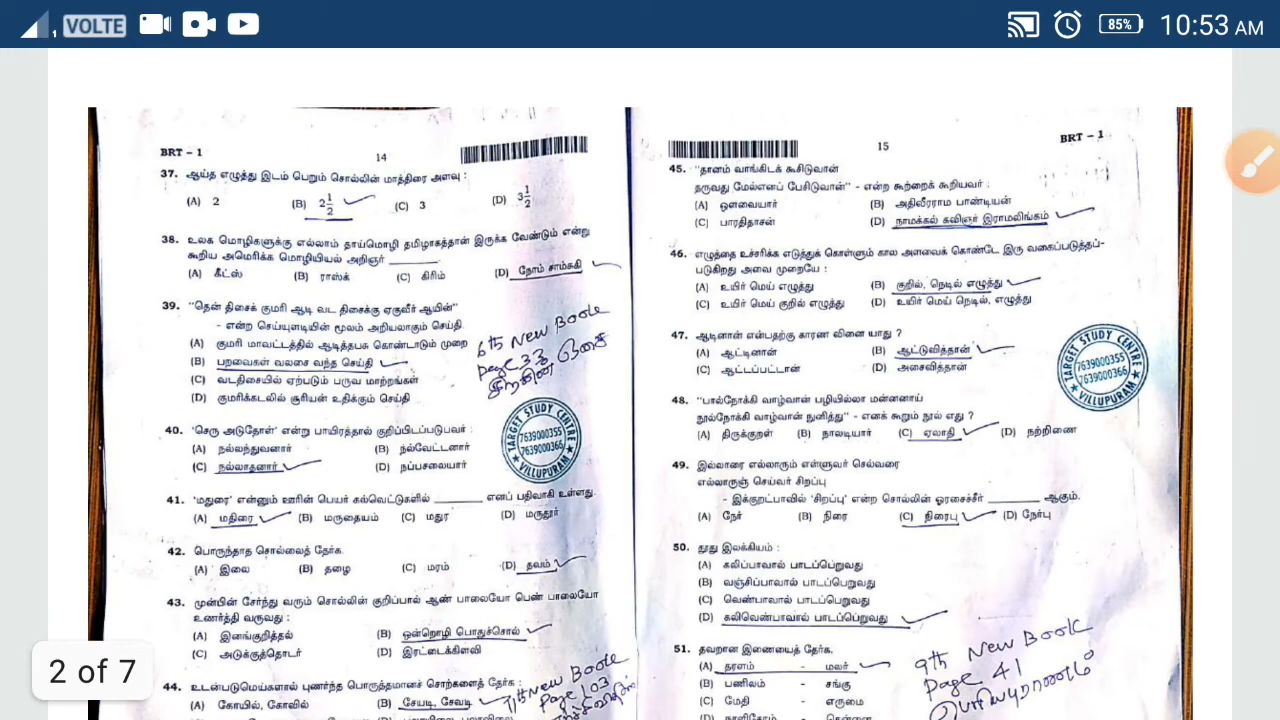 VOLTE
85%
10:53 AM
BRT - 1
14
37. ஆய்த எழுத்து இடம் பெறும் சொல்லின் மாத்திரை அளவு :
(A) 2 (B) 2 1/2 (C) 3 (D) 3 1/2
38. உலக மொழிகளுக்கு எல்லாம் தாய்மொழி தமிழாகத்தான் இருக்க வேண்டும் என்று
கூறிய அமெரிக்க மொழியியல் அறிஞர் ________
(A) கீட்ஸ் (B) ராஸ்க் (C) கிரிம் (D) நோம் சாம்சுகி
39. "தென் திசைக் குமரி ஆடி வட திசைக்கு ஏகுவீர் ஆயின்"
- என்ற செய்யுளடியின் மூலம் அறியலாகும் செய்தி
(A) குமரி மாவட்டத்தில் ஆடித்தபசு கொண்டாடும் முறை
(B) பறவைகள் வலசை வந்த செய்தி
(C) வடதிசையில் ஏற்படும் பருவ மாற்றங்கள்
(D) குமரிக்கடலில் சூரியன் உதிக்கும் செய்தி
6th New Book
page 33
40. 'செரு அடுதோள்' என்று பாயிரத்தால் குறிப்பிடப்படுபவர் :
(A) நல்லந்துவனார் (B) நல்வேட்டனார்
(C) நல்லாதனார் (D) நப்பசலையார்
TARGET STUDY CENTRE
7639000355
7639000366
VILLUPURAM
41. 'மதுரை' என்னும் ஊரின் பெயர் கல்வெட்டுகளில் ________ எனப் பதிவாகி உள்ளது.
(A) மதிரை (B) மருதையம் (C) மதுர (D) மருதூர்
42. பொருந்தாத சொல்லைத் தேர்க.
(A) இலை (B) தழை (C) மரம் (D) தவம்
43. முன்பின் சேர்ந்து வரும் சொல்லின் குறிப்பால் ஆண் பாலையோ பெண் பாலையோ
உணர்த்தி வருவது :
(A) இனங்குறித்தல் (B) ஒன்றொழி பொதுச்சொல்
(C) அடுக்குத்தொடர் (D) இரட்டைக்கிளவி
44. உடன்படுமெய்களால் புணர்ந்த பொருத்தமானச் சொற்களைத் தேர்க :
(A) கோயில், கோவில் (B) சேயடி, சேவடி
7th New Book
Page 103
2 of 7
15
BRT - 1
45. "தானம் வாங்கிடக் கூசிடுவான்
தருவது மேல்எனப் பேசிடுவான்" - என்ற கூற்றைக் கூறியவர் :
(A) ஔவையார் (B) அதிவீரராம பாண்டியன்
(C) பாரதிதாசன் (D) நாமக்கல் கவிஞர் இராமலிங்கம்
46. எழுத்தை உச்சரிக்க எடுத்துக் கொள்ளும் கால அளவைக் கொண்டே இரு வகைப்படுத்தப்-
படுகிறது அவை முறையே :
(A) உயிர் மெய் எழுத்து (B) குறில், நெடில் எழுத்து
(C) உயிர் மெய் குறில் எழுத்து (D) உயிர் மெய் நெடில், எழுத்து
47. ஆடினான் என்பதற்கு காரண வினை யாது ?
(A) ஆட்டினான் (B) ஆட்டுவித்தான்
(C) ஆட்டப்பட்டான் (D) அசைவித்தான்
TARGET STUDY CENTRE
7639000355
7639000366
VILLUPURAM
48. "பால்நோக்கி வாழ்வான் பழியில்லா மன்னனாய்
நூல்நோக்கி வாழ்வான் நுனித்து" - எனக் கூறும் நூல் எது ?
(A) திருக்குறள் (B) நாலடியார் (C) ஏலாதி (D) நற்றிணை
49. இல்லாரை எல்லாரும் எள்ளுவர் செல்வரை
எல்லாருஞ் செய்வர் சிறப்பு
- இக்குறட்பாவில் 'சிறப்பு' என்ற சொல்லின் ஓரசைச்சீர் ________ ஆகும்.
(A) நேர் (B) நிரை (C) நிரைபு (D) நேர்பு
50. தூது இலக்கியம் :
(A) கலிப்பாவால் பாடப்பெறுவது
(B) வஞ்சிப்பாவால் பாடப்பெறுவது
(C) வெண்பாவால் பாடப்பெறுவது
(D) கலிவெண்பாவால் பாடப்பெறுவது
51. தவறான இணையைத் தேர்க.
(A) தரளம் - மலர்
(B) பணிலம் - சங்கு
(C) மேதி - எருமை
9th New Book
Page 41